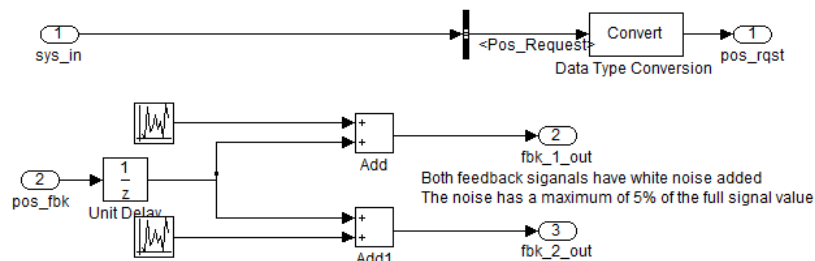 1
sys_in
<Pos_Request>
Convert
Data Type Conversion
1
pos_rqst
+
+
Add
2
fbk_1_out
2
pos_fbk
1
z
Unit Delay
Both feedback siganals have white noise added
The noise has a maximum of 5% of the full signal value
+
+
Add1
3
fbk_2_out